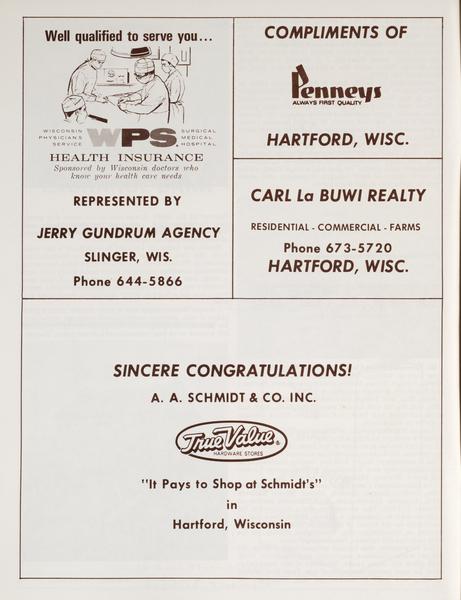 Well qualified to serve you...
WISCONSIN PHYSICIANS SERVICE
WPS®
SURGICAL MEDICAL HOSPITAL
HEALTH INSURANCE
Sponsored by Wisconsin doctors who
know your health care needs
REPRESENTED BY
JERRY GUNDRUM AGENCY
SLINGER, WIS.
Phone 644-5866
COMPLIMENTS OF
Penneys
ALWAYS FIRST QUALITY
HARTFORD, WISC.
CARL La BUWI REALTY
RESIDENTIAL - COMMERCIAL - FARMS
Phone 673-5720
HARTFORD, WISC.
SINCERE CONGRATULATIONS!
A. A. SCHMIDT & CO. INC.
True Value®
HARDWARE STORES
"It Pays to Shop at Schmidt's"
in
Hartford, Wisconsin